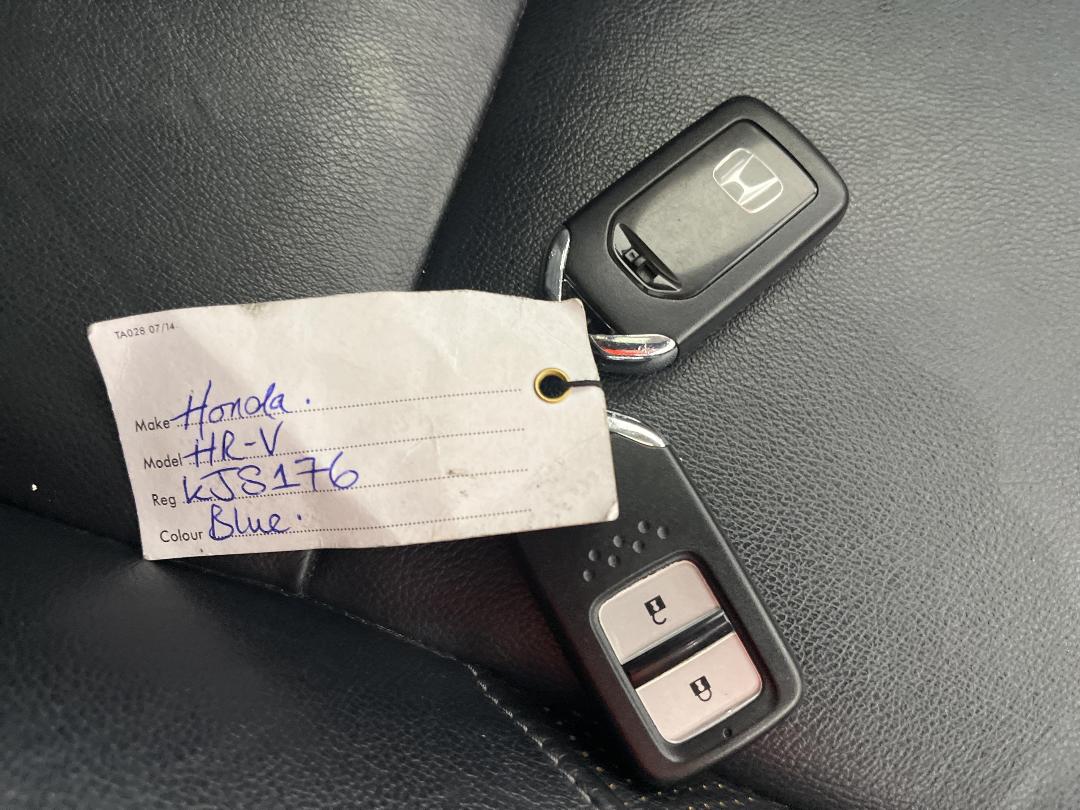 TA028 07/14
Make Honda.
Model HR-V
Reg KJS176
Colour Blue.